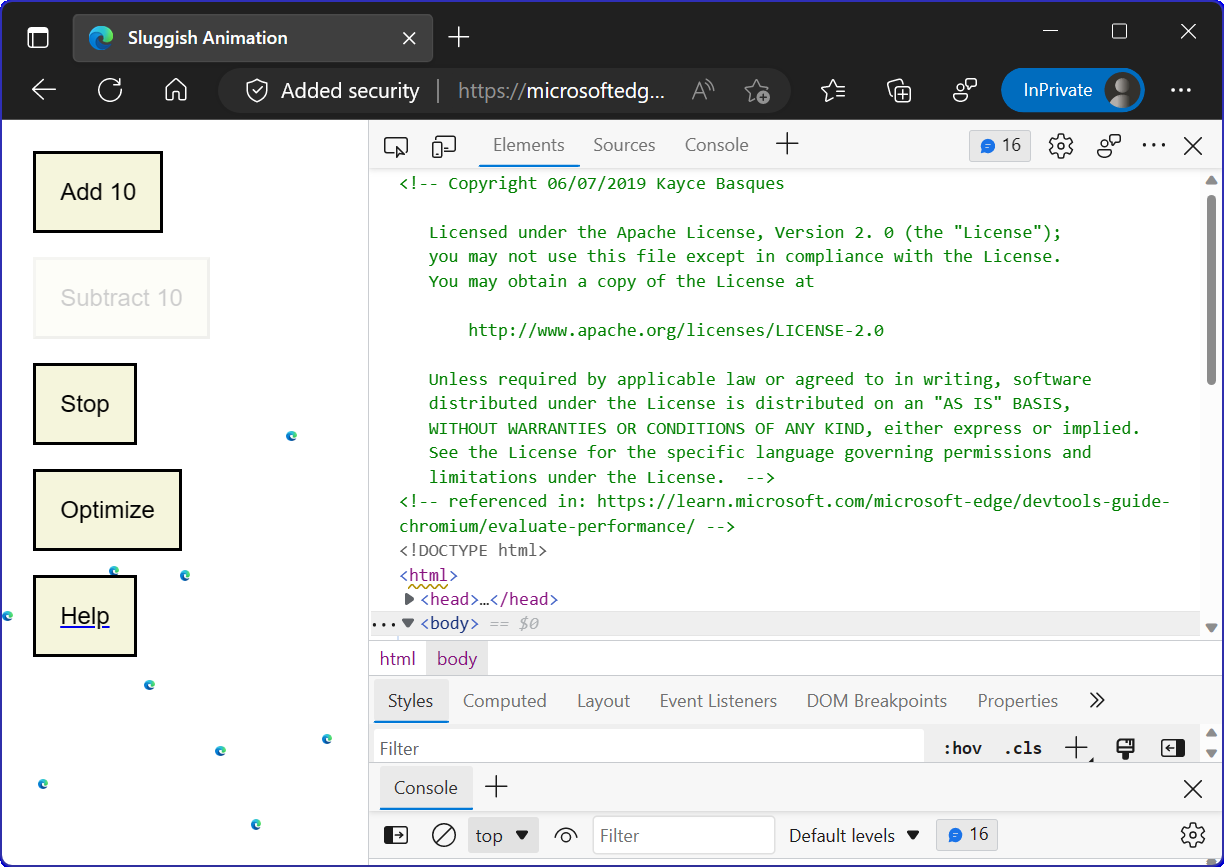 Sluggish Animation
Added security
https://microsoftedg...
A
InPrivate
Add 10
Subtract 10
Stop
Optimize
Help
Elements
Sources
Console
16
<!-- Copyright 06/07/2019 Kayce Basques
Licensed under the Apache License, Version 2. 0 (the "License");
you may not use this file except in compliance with the License.
You may obtain a copy of the License at
http://www.apache.org/licenses/LICENSE-2.0
Unless required by applicable law or agreed to in writing, software
distributed under the License is distributed on an "AS IS" BASIS,
WITHOUT WARRANTIES OR CONDITIONS OF ANY KIND, either express or implied.
See the License for the specific language governing permissions and
limitations under the License.  -->
<!-- referenced in: https://learn.microsoft.com/microsoft-edge/devtools-guide-
chromium/evaluate-performance/ -->
<!DOCTYPE html>
<html>
<head>…</head>
<body> == $0
html body
Styles Computed Layout Event Listeners DOM Breakpoints Properties
Filter :hov .cls
Console
top Filter Default levels 16